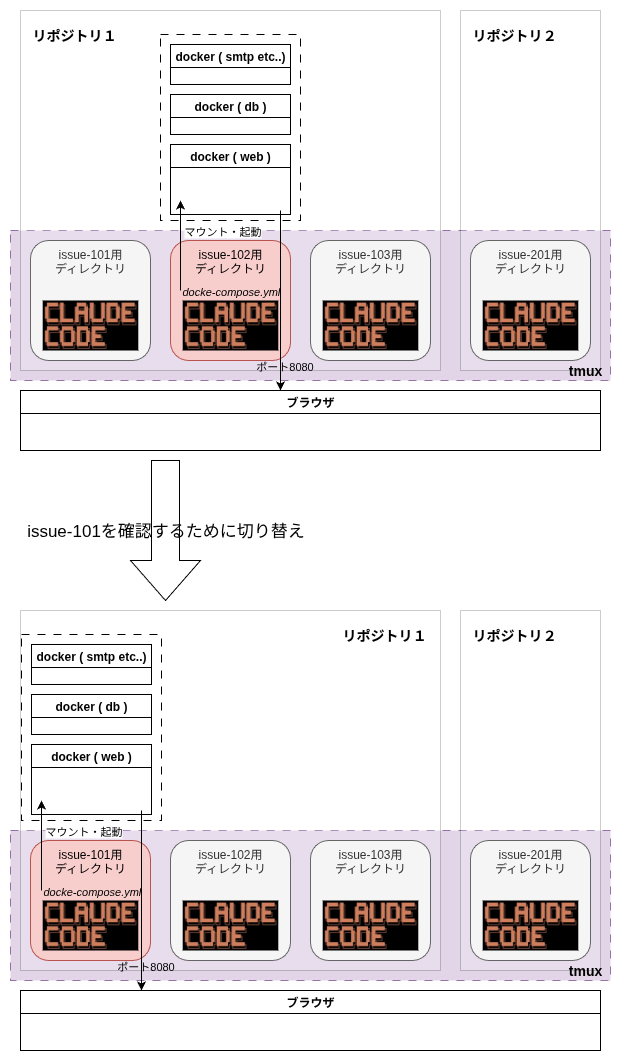 リポジトリ１
リポジトリ２
docker ( smtp etc..)
docker ( db )
docker ( web )
マウント・起動
issue-101用
ディレクトリ
CLAUDE
CODE
issue-102用
ディレクトリ
docke-compose.yml
CLAUDE
CODE
issue-103用
ディレクトリ
CLAUDE
CODE
issue-201用
ディレクトリ
CLAUDE
CODE
ポート8080
tmux
ブラウザ
issue-101を確認するために切り替え
リポジトリ１
リポジトリ２
docker ( smtp etc..)
docker ( db )
docker ( web )
マウント・起動
issue-101用
ディレクトリ
docke-compose.yml
CLAUDE
CODE
issue-102用
ディレクトリ
CLAUDE
CODE
issue-103用
ディレクトリ
CLAUDE
CODE
issue-201用
ディレクトリ
CLAUDE
CODE
ポート8080
tmux
ブラウザ